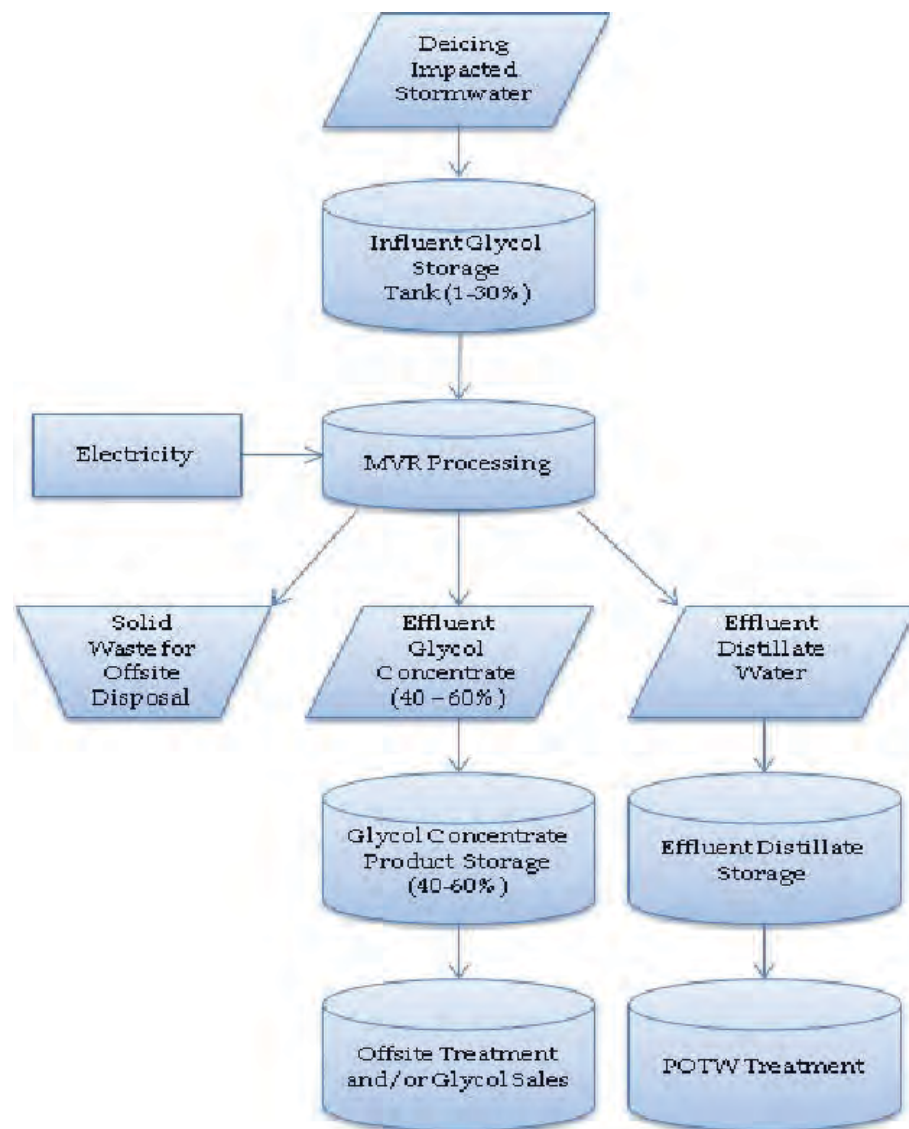 Deicing
Impacted
Stormwater
Influent Glycol
Storage
Tank (1-30%)
Electricity
MVR Processing
Solid
Waste for
Offsite
Disposal
Effluent
Glycol
Concentrate
(40 – 60%)
Effluent
Distillate
Water
Glycol Concentrate
Product Storage
(40-60%)
Effluent Distillate
Storage
Offsite Treatment
and/or Glycol Sales
POTW Treatment